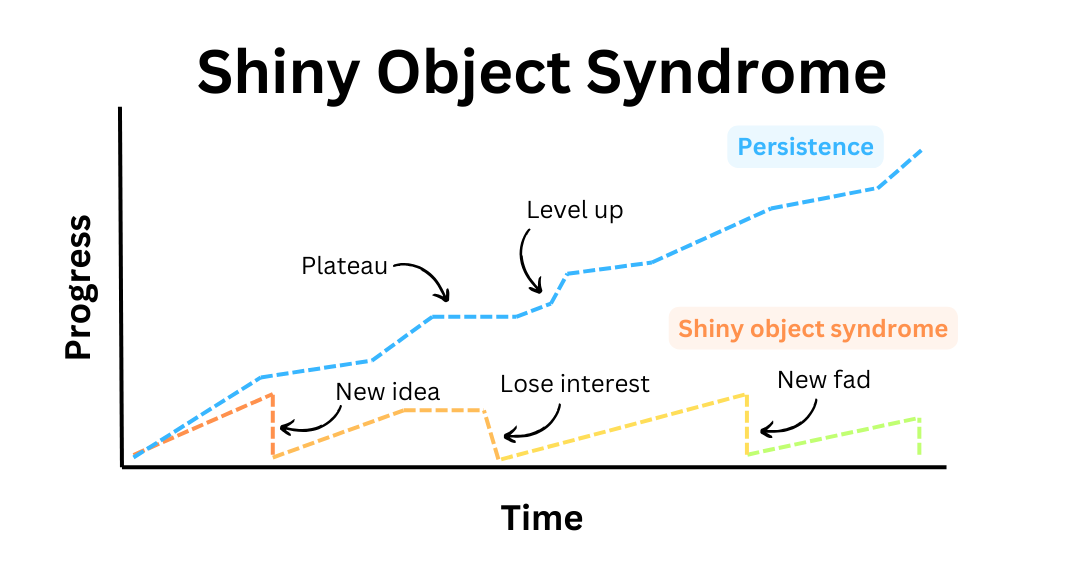 Shiny Object Syndrome
Persistence
Level up
Plateau
Progress
Shiny object syndrome
New idea
Lose interest
New fad
Time